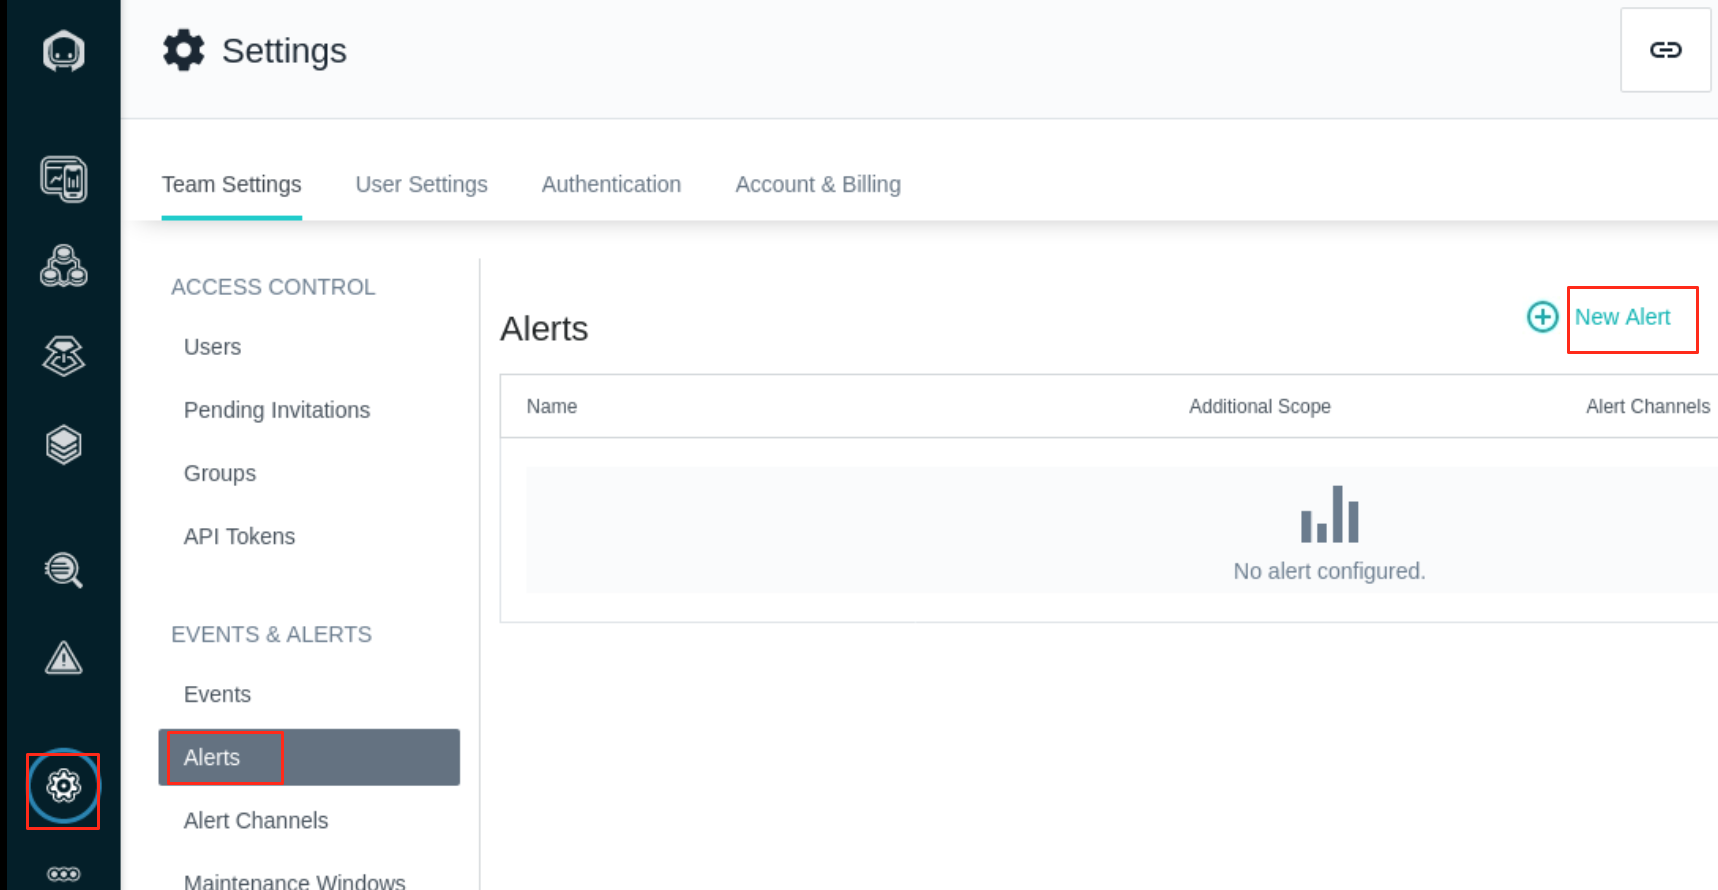 Settings
Team Settings
User Settings
Authentication
Account & Billing
ACCESS CONTROL
Users
Pending Invitations
Groups
API Tokens
EVENTS & ALERTS
Events
Alerts
Alert Channels
Maintenance Windows
Alerts
New Alert
Name
Additional Scope
Alert Channels
No alert configured.